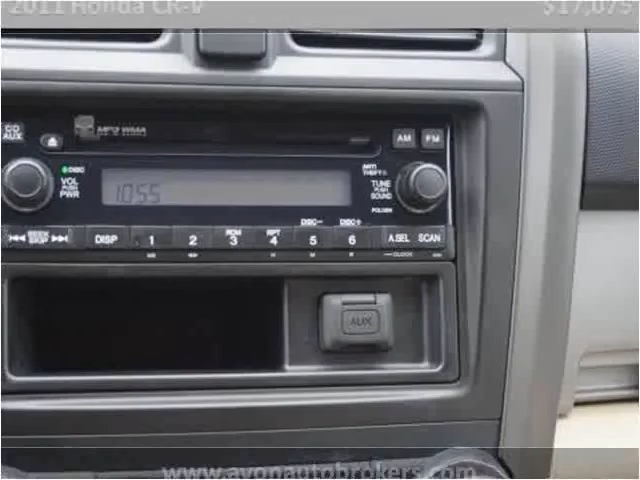 2011 Honda CR-V $17,075
CD AUX MP3 WMA AM FM
DISC ANTI THEFT
VOL PUSH PWR 1055 TUNE PUSH SOUND
FOLDER
DISC− DISC+
SEEK SKIP DISP 1 2 RDM 3 RPT 4 5 6 A.SEL SCAN
CLOCK
AUX
www.avonautobrokers.com